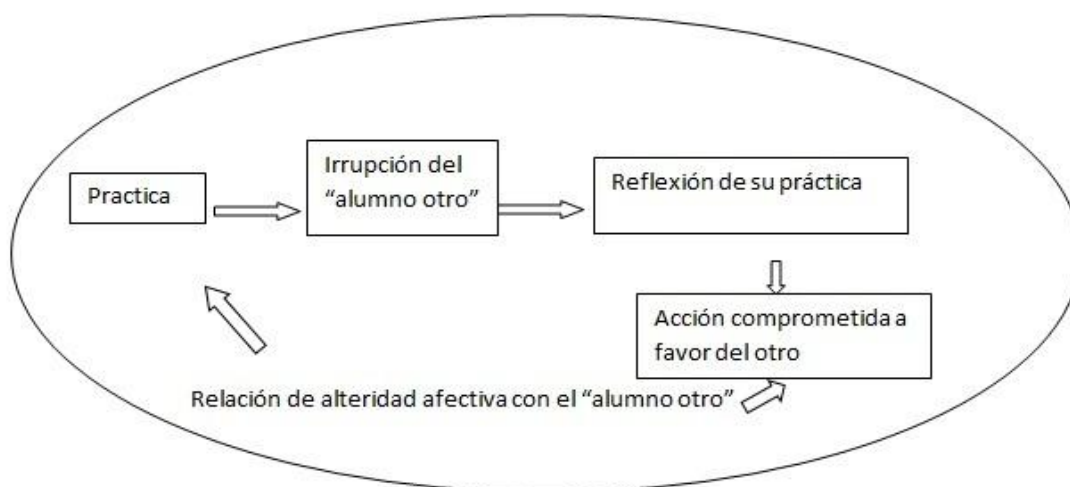 Practica
Irrupción del
“alumno otro”
Reflexión de su práctica
Acción comprometida a
favor del otro
Relación de alteridad afectiva con el “alumno otro”